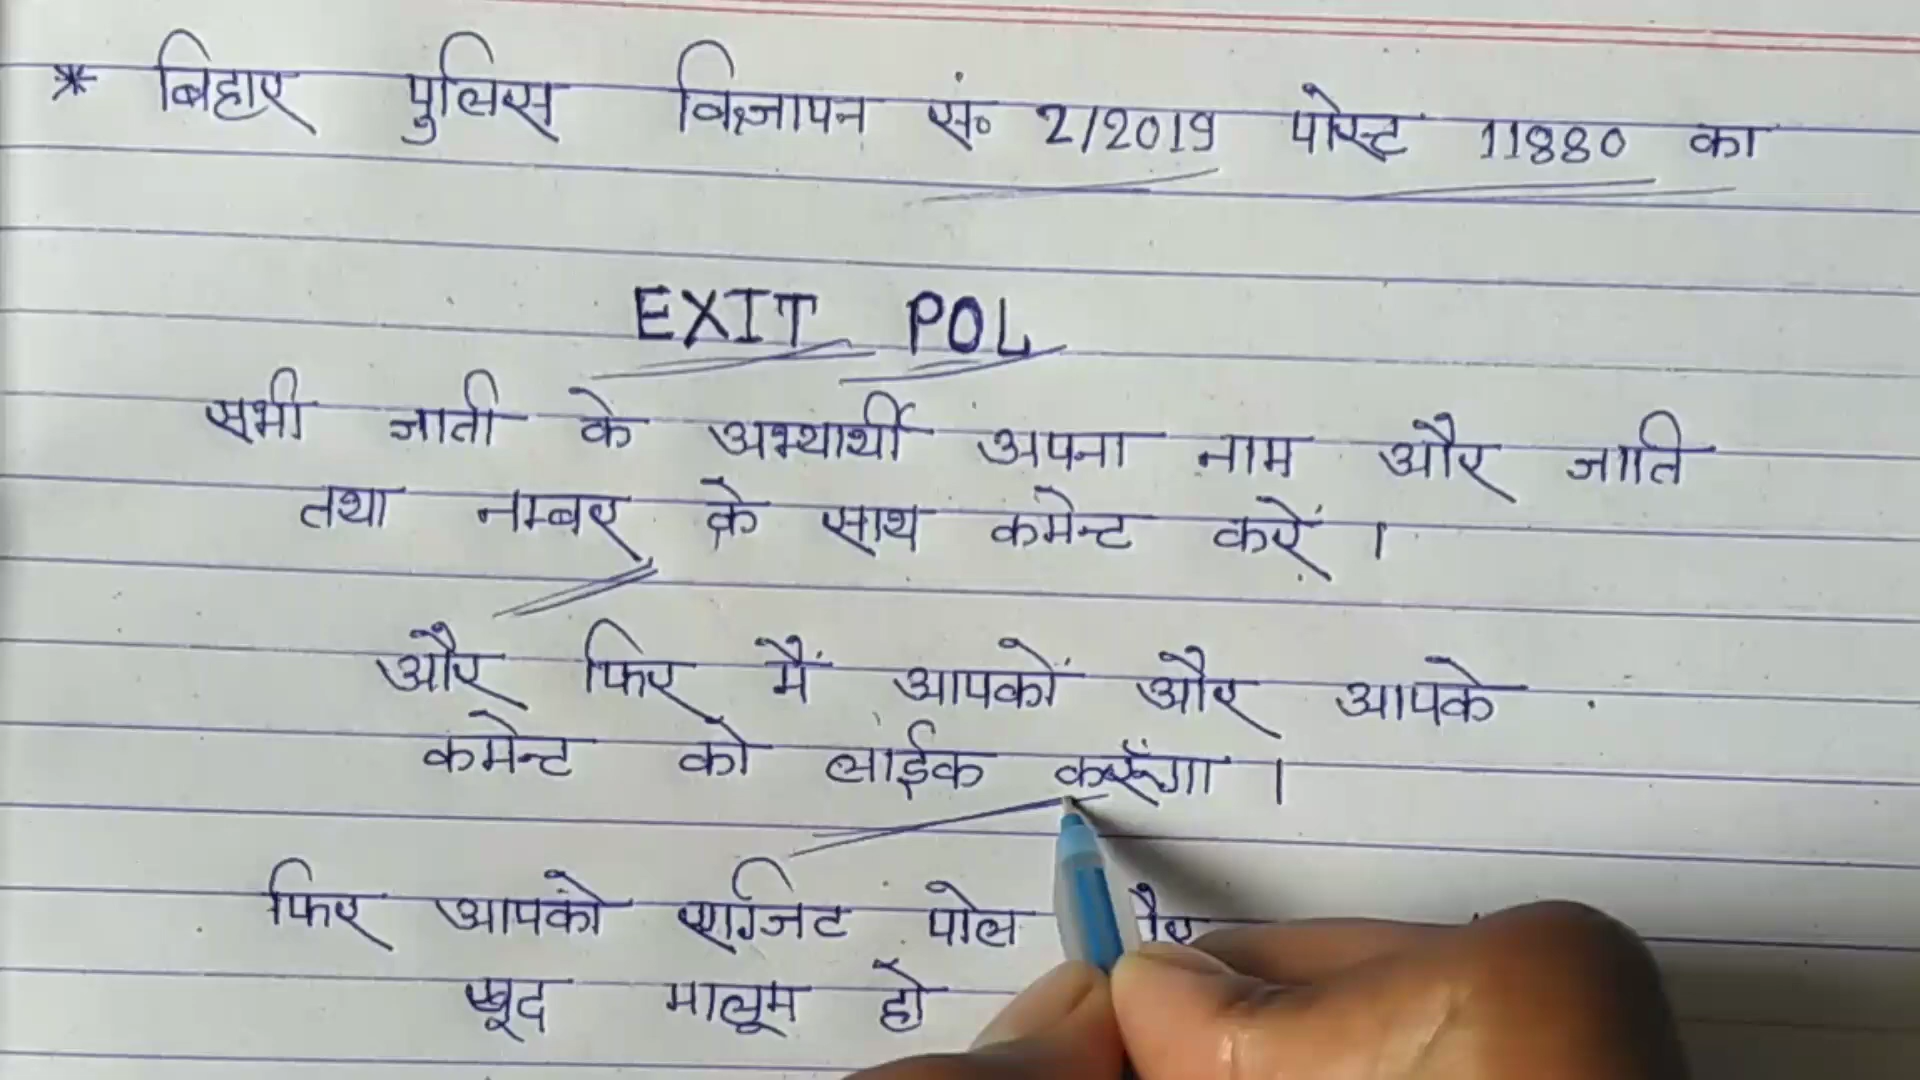 * बिहार पुलिस विज्ञापन सं० 2/2019 पोस्ट 11880 का
EXIT POL
सभी जाती के अभ्यार्थी अपना नाम और जाति
तथा नम्बर के साथ कमेन्ट करें ।
और फिर मैं आपकों और आपके
कमेन्ट को लाईक करूँगा ।
फिर आपको एग्जिट पोल
खूद मालूम हो